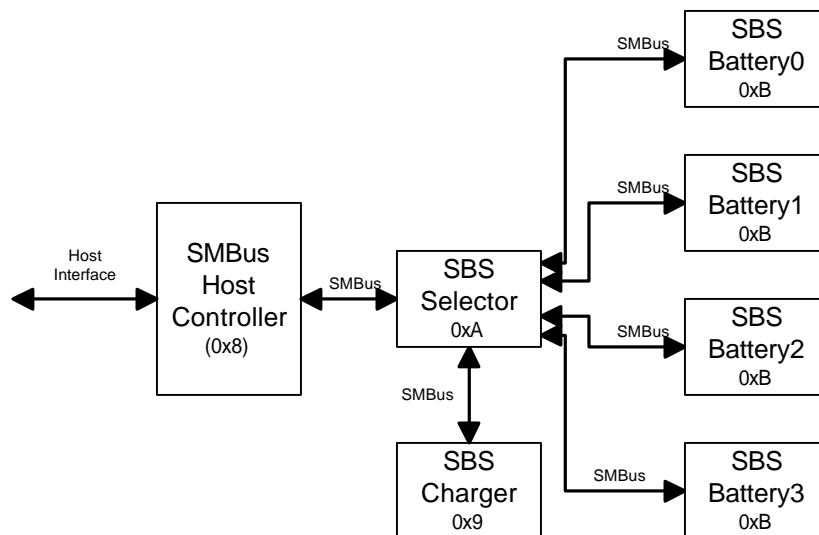 Host
Interface
SMBus
Host
Controller
(0x8)
SMBus
SBS
Selector
0xA
SMBus
SBS
Charger
0x9
SMBus
SBS
Battery0
0xB
SMBus
SBS
Battery1
0xB
SMBus
SBS
Battery2
0xB
SMBus
SBS
Battery3
0xB